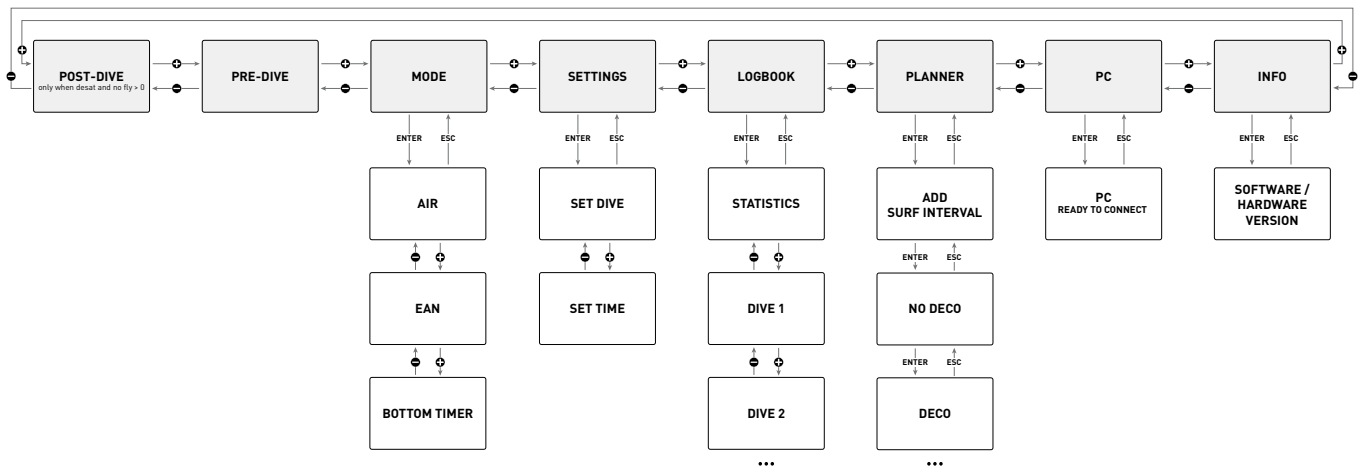 POST-DIVE
only when desat and no fly > 0
PRE-DIVE
MODE
SETTINGS
LOGBOOK
PLANNER
PC
INFO
ENTER ESC
ENTER ESC
ENTER ESC
ENTER ESC
ENTER ESC
ENTER ESC
AIR
SET DIVE
STATISTICS
ADD
SURF INTERVAL
PC
READY TO CONNECT
SOFTWARE /
HARDWARE
VERSION
ENTER ESC
EAN
SET TIME
DIVE 1
NO DECO
ENTER ESC
BOTTOM TIMER
DIVE 2
DECO
•••
•••